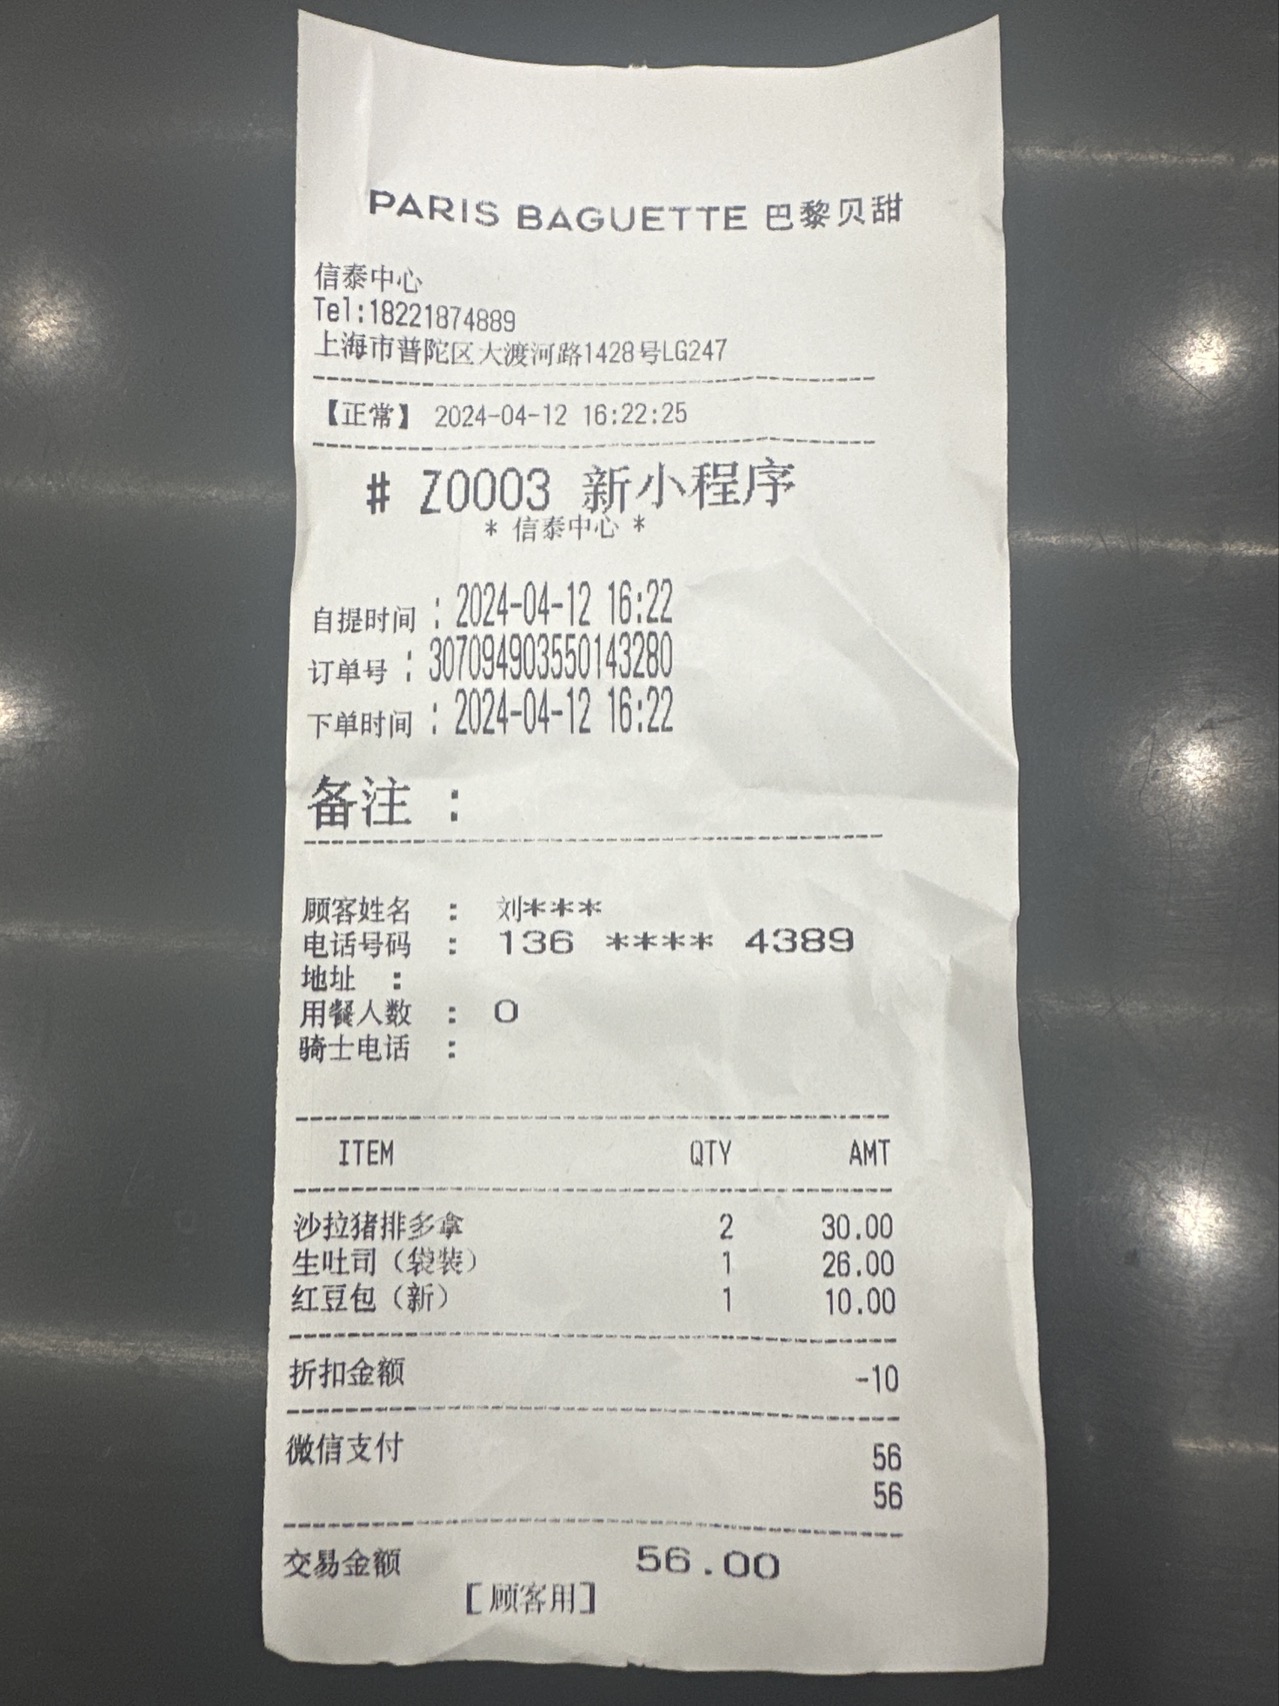 PARIS BAGUETTE 巴黎贝甜
信泰中心
Tel:18221874889
上海市普陀区大渡河路1428号LG247
【正常】 2024-04-12 16:22:25
# Z0003 新小程序
* 信泰中心 *
自提时间 : 2024-04-12 16:22
订单号 : 307094903550143280
下单时间 : 2024-04-12 16:22
备注 :
顾客姓名 : 刘***
电话号码 : 136 **** 4389
地址 :
用餐人数 : 0
骑士电话 :
ITEM QTY AMT
沙拉猪排多拿 2 30.00
生吐司（袋装） 1 26.00
红豆包（新） 1 10.00
折扣金额 -10
微信支付 56
56
交易金额 56.00
[顾客用]